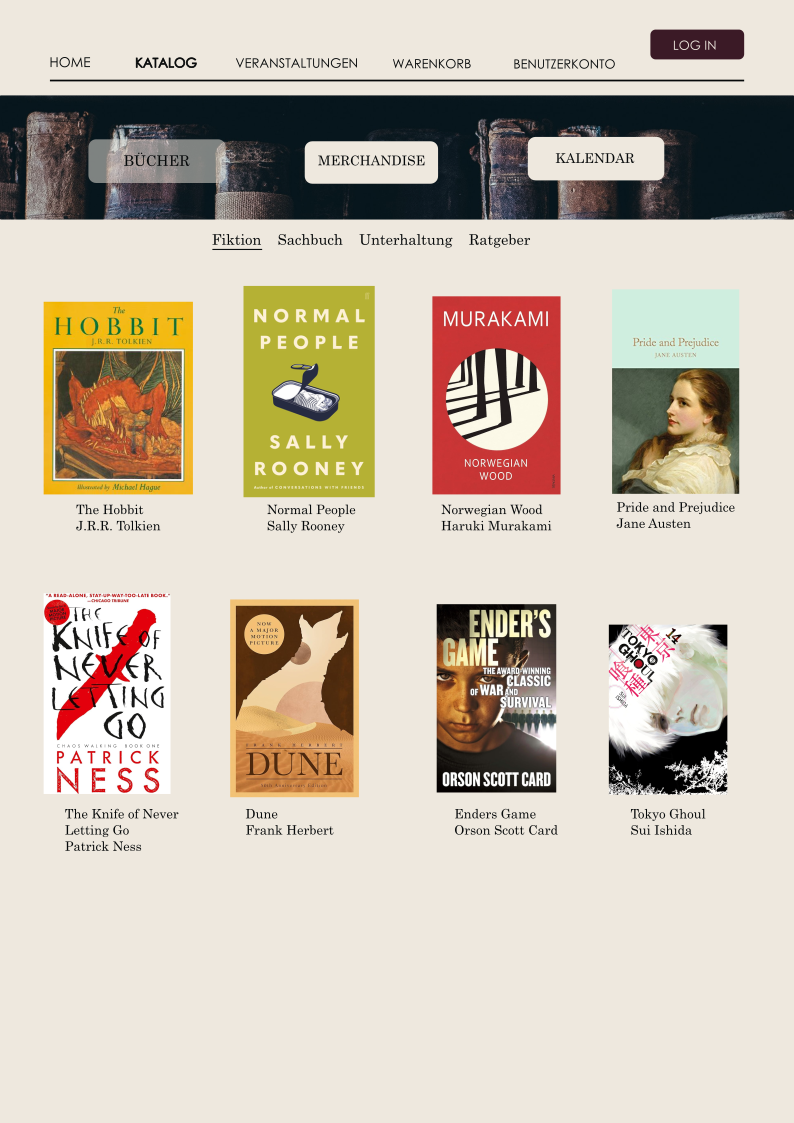 LOG IN
HOME KATALOG VERANSTALTUNGEN WARENKORB BENUTZERKONTO
BÜCHER MERCHANDISE KALENDAR
Fiktion Sachbuch Unterhaltung Ratgeber
The
HOBBIT
J.R.R. TOLKIEN
Illustrated by Michael Hague
The Hobbit
J.R.R. Tolkien
NORMAL
PEOPLE
SALLY
ROONEY
Author of CONVERSATIONS WITH FRIENDS
Normal People
Sally Rooney
MURAKAMI
NORWEGIAN
WOOD
Norwegian Wood
Haruki Murakami
Pride and Prejudice
JANE AUSTEN
Pride and Prejudice
Jane Austen
"A READ-ALONE, STAY-UP-WAY-TOO-LATE BOOK."
—CHICAGO TRIBUNE
THE
KNIFE OF
NEVER
LETTING
GO
CHAOS WALKING BOOK ONE
PATRICK
NESS
The Knife of Never
Letting Go
Patrick Ness
NOW
A MAJOR
MOTION
PICTURE
FRANK HERBERT
DUNE
Dune
Frank Herbert
ENDER'S
GAME
THE AWARD-WINNING
CLASSIC
OF WAR AND
SURVIVAL
ORSON SCOTT CARD
Enders Game
Orson Scott Card
東京
喰種
TOKYO
GHOUL
14
SUI
ISHIDA
Tokyo Ghoul
Sui Ishida